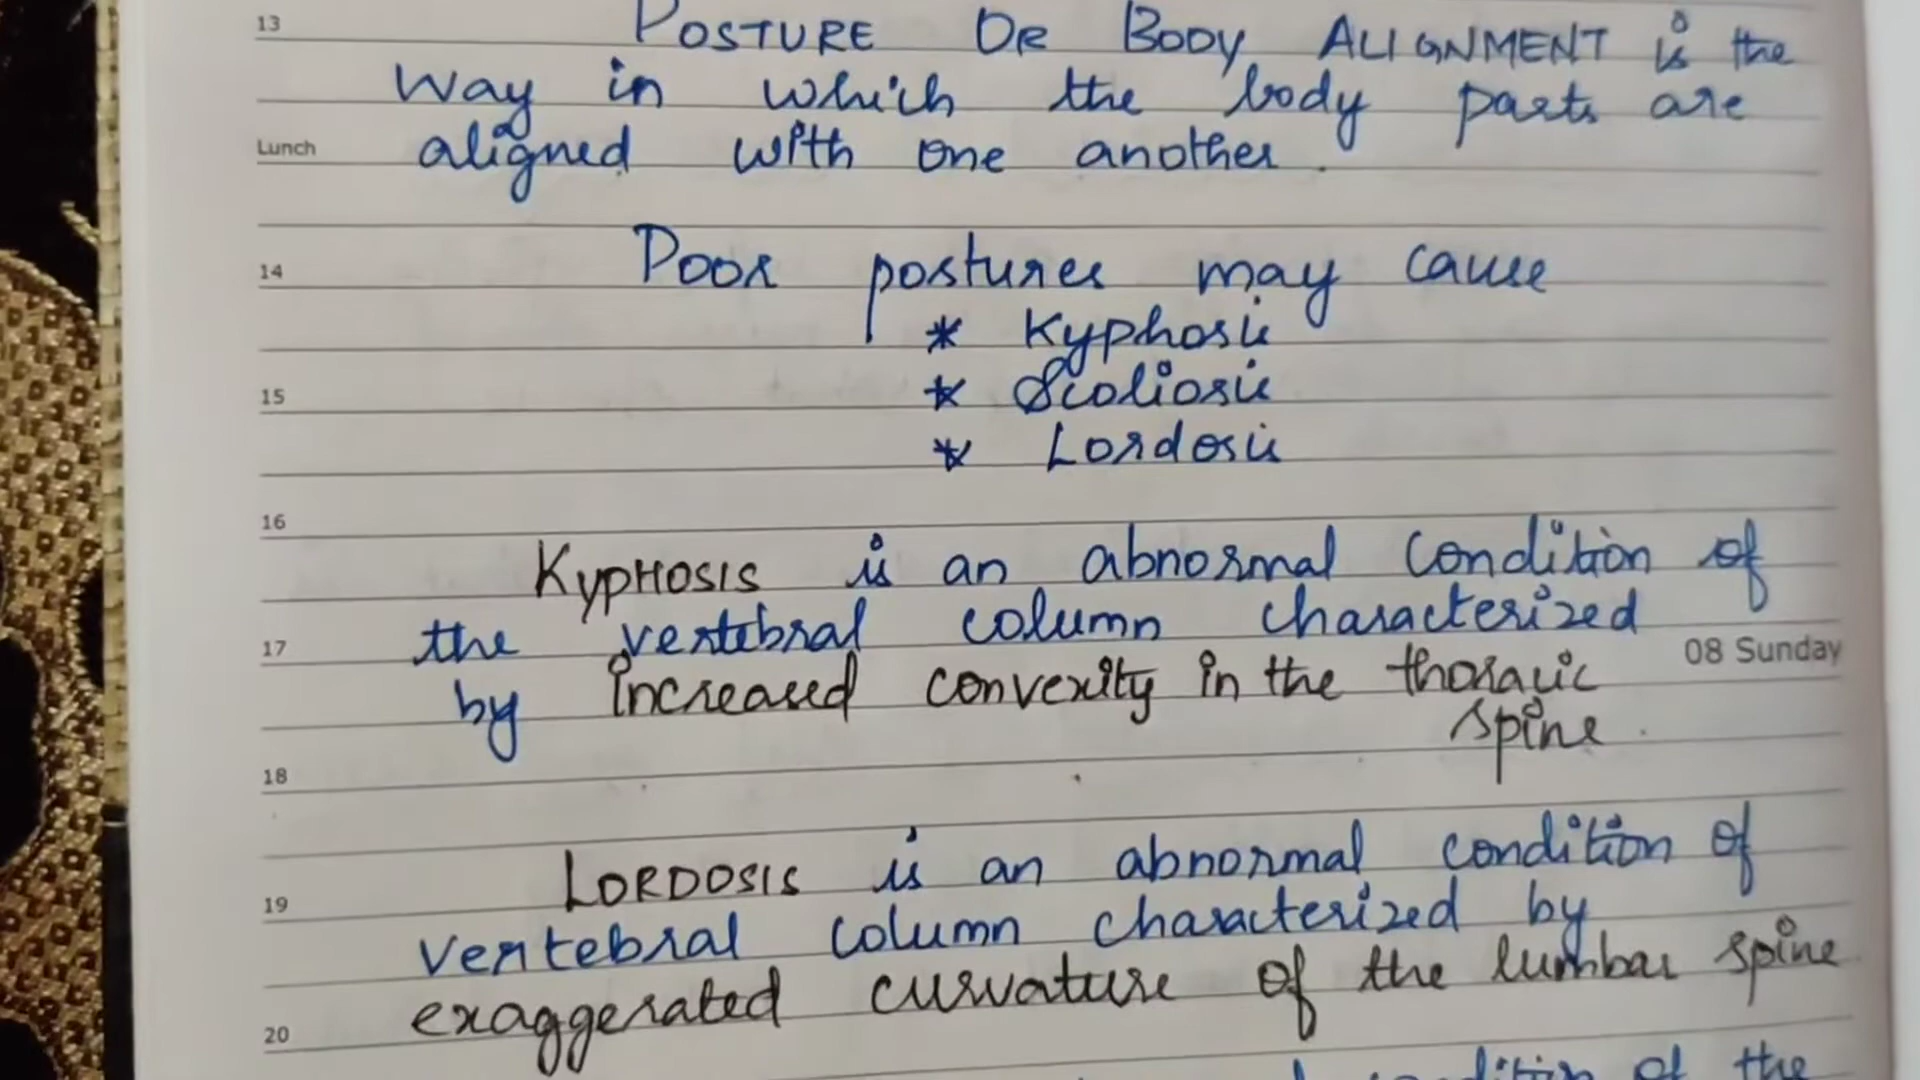 13 POSTURE OR BODY ALIGNMENT is the
way in which the body parts are
Lunch aligned with one another.
14 Poor postures may cause
* Kyphosis
15 * Scoliosis
* Lordosis
16
KYPHOSIS is an abnormal condition of
17 the vertebral column characterized
08 Sunday
by increased convexity in the thoracic
spine.
18
LORDOSIS is an abnormal condition of
19 vertebral column characterized by
exaggerated curvature of the lumbar spine
20
of the